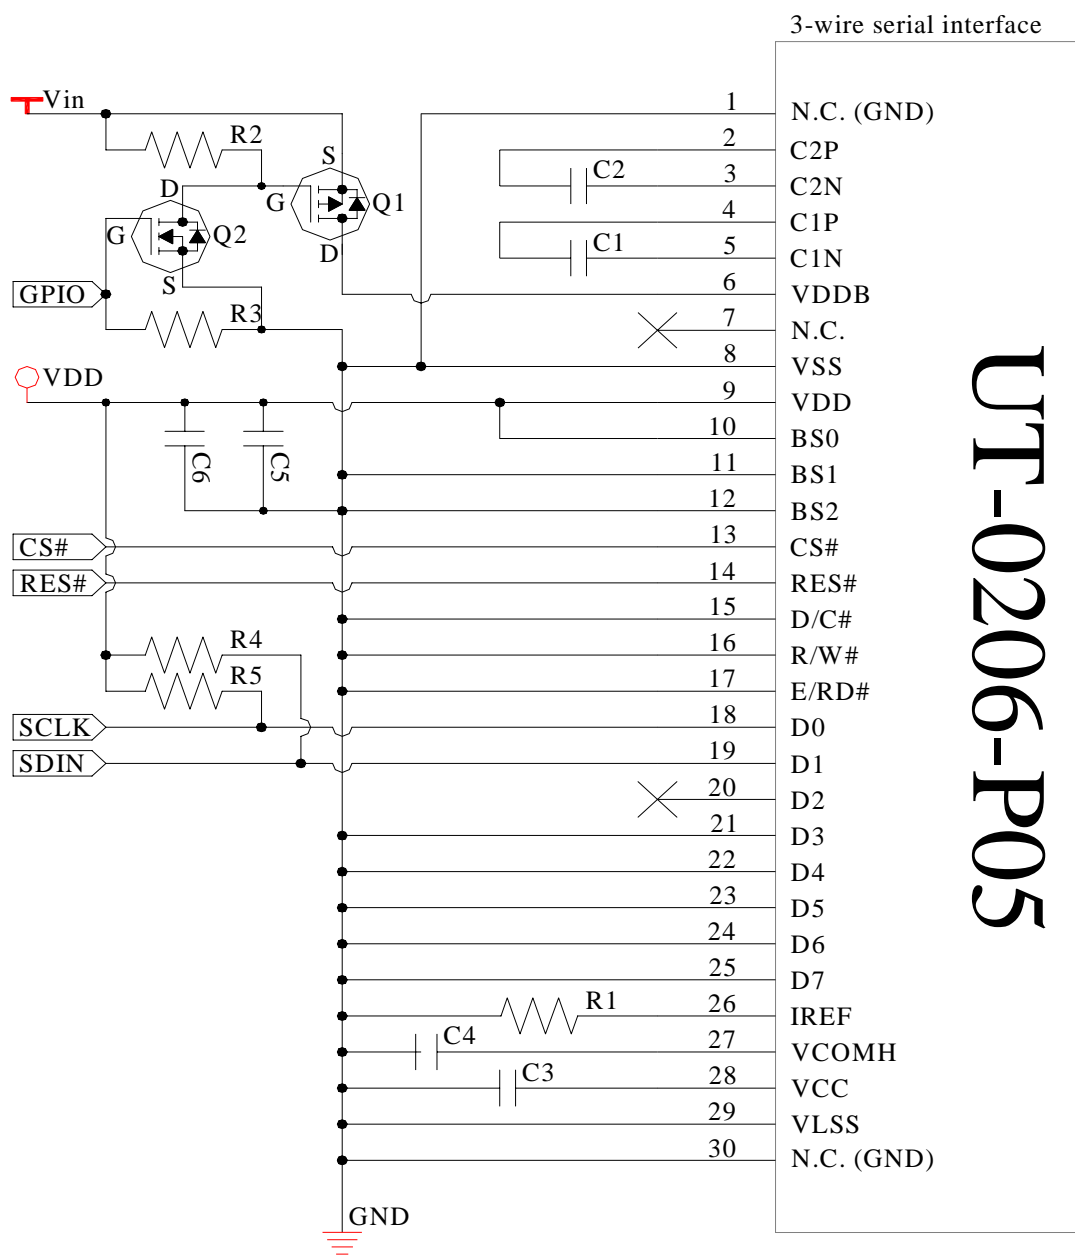 3-wire serial interface
Vin
R2
S
G
Q1
D
D
G
Q2
S
GPIO
R3
VDD
C6
C5
CS#
RES#
R4
R5
SCLK
SDIN
C2
C1
R1
C4
C3
GND
1 N.C. (GND)
2 C2P
3 C2N
4 C1P
5 C1N
6 VDDB
7 N.C.
8 VSS
9 VDD
10 BS0
11 BS1
12 BS2
13 CS#
14 RES#
15 D/C#
16 R/W#
17 E/RD#
18 D0
19 D1
20 D2
21 D3
22 D4
23 D5
24 D6
25 D7
26 IREF
27 VCOMH
28 VCC
29 VLSS
30 N.C. (GND)
UT-0206-P05